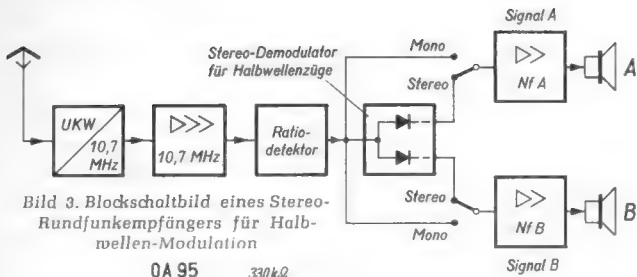 Signal A
Mono
Stereo-Demodulator
für Halbwellenzüge
Stereo
Nf A
A
UKW
10,7
MHz
10,7 MHz
Ratio-
detektor
Bild 3. Blockschaltbild eines Stereo-
Rundfunkempfängers für Halb-
wellen-Modulation
Stereo
Mono
Nf B
B
Signal B
OA 95
330kΩ